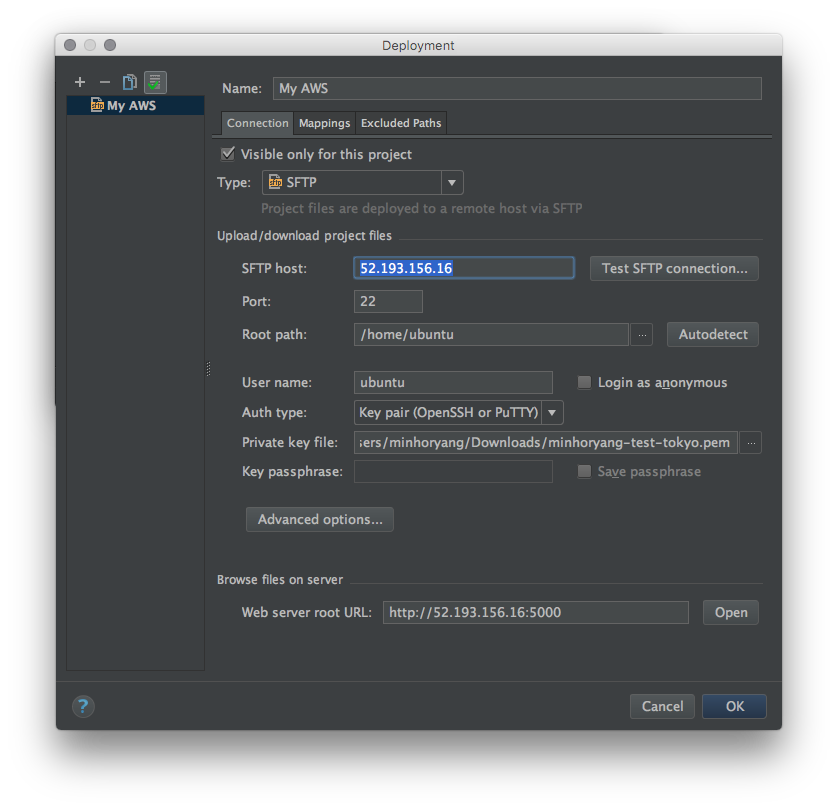 Deployment
My AWS
Name: My AWS
Connection Mappings Excluded Paths
Visible only for this project
Type: SFTP
Project files are deployed to a remote host via SFTP
Upload/download project files
SFTP host: 52.193.156.16 Test SFTP connection...
Port: 22
Root path: /home/ubuntu ... Autodetect
User name: ubuntu Login as anonymous
Auth type: Key pair (OpenSSH or PuTTY)
Private key file: sers/minhoryang/Downloads/minhoryang-test-tokyo.pem ...
Key passphrase: Save passphrase
Advanced options...
Browse files on server
Web server root URL: http://52.193.156.16:5000 Open
? Cancel OK